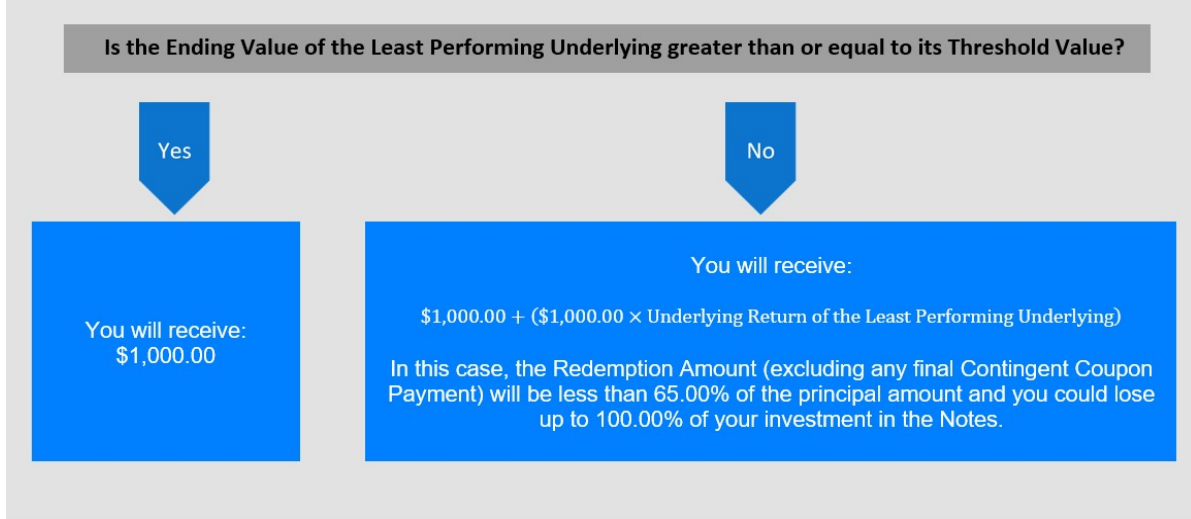 Is the Ending Value of the Least Performing Underlying greater than or equal to its Threshold Value?
Yes
No
You will receive:
$1,000.00
You will receive:
$1,000.00 + ($1,000.00 × Underlying Return of the Least Performing Underlying)
In this case, the Redemption Amount (excluding any final Contingent Coupon
Payment) will be less than 65.00% of the principal amount and you could lose
up to 100.00% of your investment in the Notes.